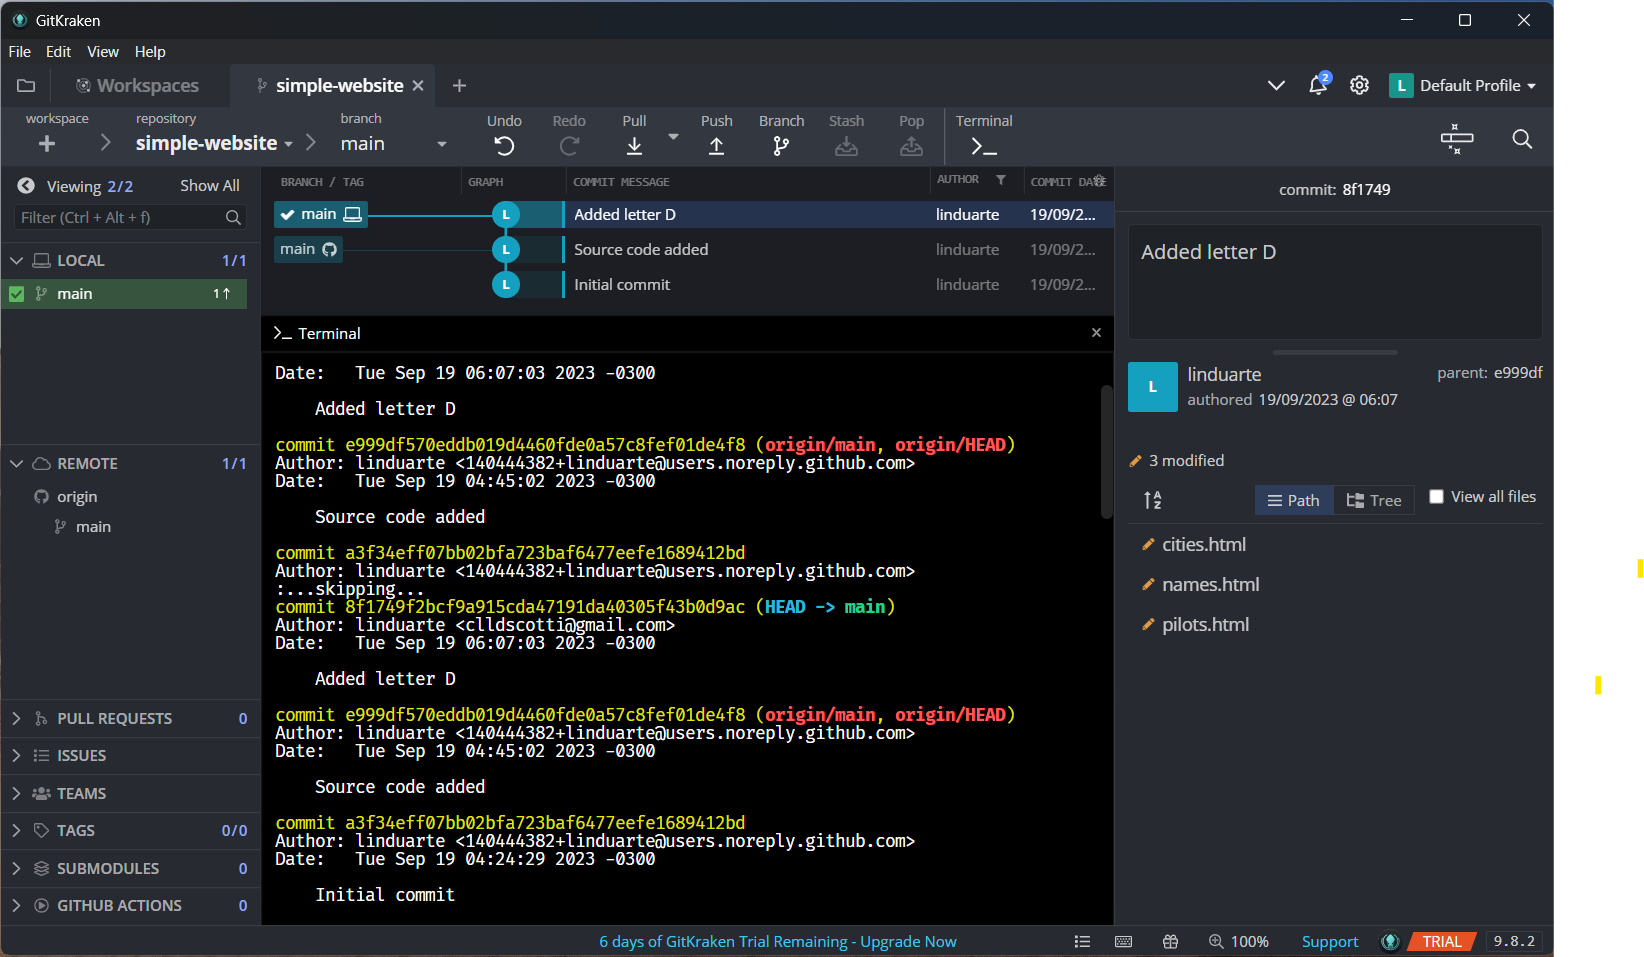 GitKraken
File Edit View Help
Workspaces
simple-website
2
L Default Profile
workspace
repository
simple-website
branch
main
Undo
Redo
Pull
Push
Branch
Stash
Pop
Terminal
Viewing 2/2 Show All
Filter (Ctrl + Alt + f)
LOCAL 1/1
main 1↑
REMOTE 1/1
origin
main
PULL REQUESTS 0
ISSUES
TEAMS
TAGS 0/0
SUBMODULES 0
GITHUB ACTIONS 0
BRANCH / TAG GRAPH COMMIT MESSAGE AUTHOR COMMIT DATE
main L Added letter D linduarte 19/09/2...
main L Source code added linduarte 19/09/2...
L Initial commit linduarte 19/09/2...
Terminal
Date:   Tue Sep 19 06:07:03 2023 -0300
Added letter D
commit e999df570eddb019d4460fde0a57c8fef01de4f8 (origin/main, origin/HEAD)
Author: linduarte <140444382+linduarte@users.noreply.github.com>
Date:   Tue Sep 19 04:45:02 2023 -0300
Source code added
commit a3f34eff07bb02bfa723baf6477eefe1689412bd
Author: linduarte <140444382+linduarte@users.noreply.github.com>
:...skipping...
commit 8f1749f2bcf9a915cda47191da40305f43b0d9ac (HEAD -> main)
Author: linduarte <clldscotti@gmail.com>
Date:   Tue Sep 19 06:07:03 2023 -0300
Added letter D
commit e999df570eddb019d4460fde0a57c8fef01de4f8 (origin/main, origin/HEAD)
Author: linduarte <140444382+linduarte@users.noreply.github.com>
Date:   Tue Sep 19 04:45:02 2023 -0300
Source code added
commit a3f34eff07bb02bfa723baf6477eefe1689412bd
Author: linduarte <140444382+linduarte@users.noreply.github.com>
Date:   Tue Sep 19 04:24:29 2023 -0300
Initial commit
commit: 8f1749
Added letter D
L
linduarte
authored 19/09/2023 @ 06:07
parent: e999df
3 modified
Path Tree View all files
cities.html
names.html
pilots.html
6 days of GitKraken Trial Remaining - Upgrade Now
100% Support TRIAL 9.8.2